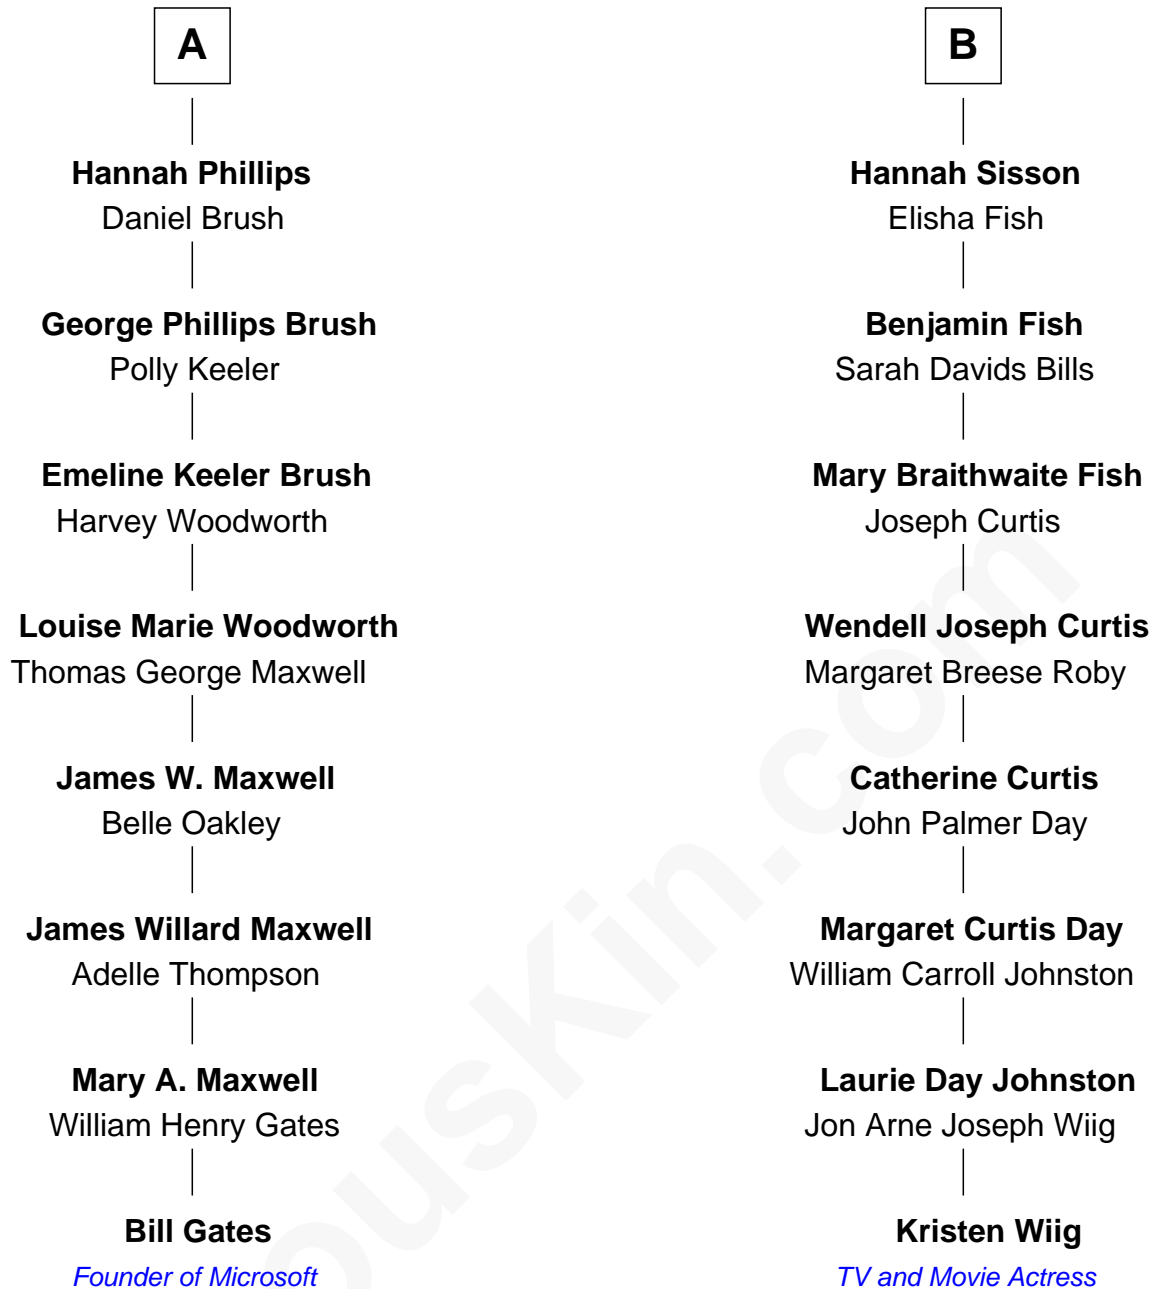 A
Hannah Phillips
Daniel Brush
George Phillips Brush
Polly Keeler
Emeline Keeler Brush
Harvey Woodworth
Louise Marie Woodworth
Thomas George Maxwell
James W. Maxwell
Belle Oakley
James Willard Maxwell
Adelle Thompson
Mary A. Maxwell
William Henry Gates
Bill Gates
Founder of Microsoft
B
Hannah Sisson
Elisha Fish
Benjamin Fish
Sarah Davids Bills
Mary Braithwaite Fish
Joseph Curtis
Wendell Joseph Curtis
Margaret Breese Roby
Catherine Curtis
John Palmer Day
Margaret Curtis Day
William Carroll Johnston
Laurie Day Johnston
Jon Arne Joseph Wiig
Kristen Wiig
TV and Movie Actress
ousKin.com